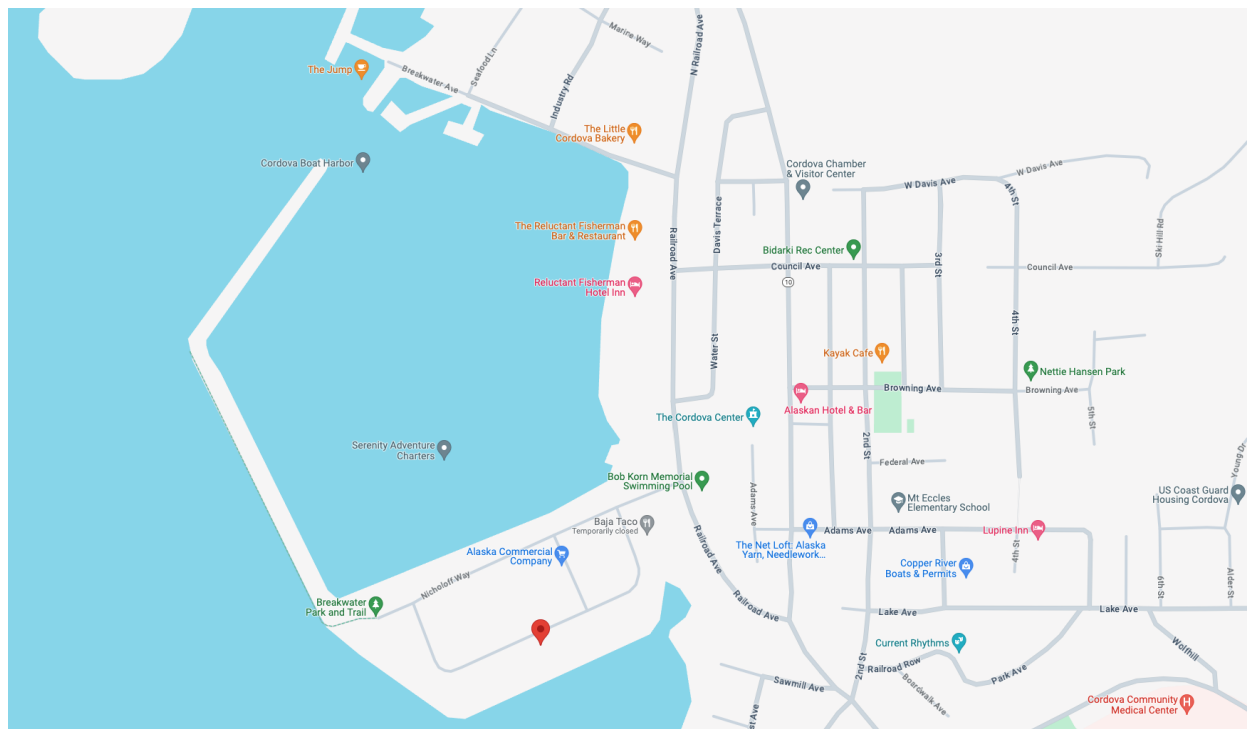 Marine Way
N Railroad Ave
Seafood Ln
The Jump
Breakwater Ave
Industry Rd
The Little
Cordova Bakery
Cordova Boat Harbor
Cordova Chamber
& Visitor Center
W Davis Ave
W Davis Ave
4th St
Davis Terrace
The Reluctant Fisherman
Bar & Restaurant
Railroad Ave
Bidarki Rec Center
Ski Hill Rd
Council Ave
3rd St
Council Ave
Reluctant Fisherman
Hotel Inn
10
4th St
Water St
Kayak Cafe
Nettie Hansen Park
Browning Ave
Browning Ave
Alaskan Hotel & Bar
The Cordova Center
5th St
2nd St
Serenity Adventure
Charters
Federal Ave
Young Dr
Bob Korn Memorial
Swimming Pool
Adams Ave
US Coast Guard
Housing Cordova
Mt Eccles
Elementary School
Baja Taco
Temporarily closed
Adams Ave
Adams Ave
Lupine Inn
The Net Loft: Alaska
Yarn, Needlework...
Railroad Ave
4th St
Alaska Commercial
Company
Copper River
Boats & Permits
Nicholoff Way
6th St
Alder St
Breakwater
Park and Trail
Railroad Ave
Lake Ave
Lake Ave
Current Rhythms
Wolfhill
2nd St
Railroad Row
Park Ave
Sawmill Ave
Boardwalk Ave
Cordova Community
Medical Center
st Ave